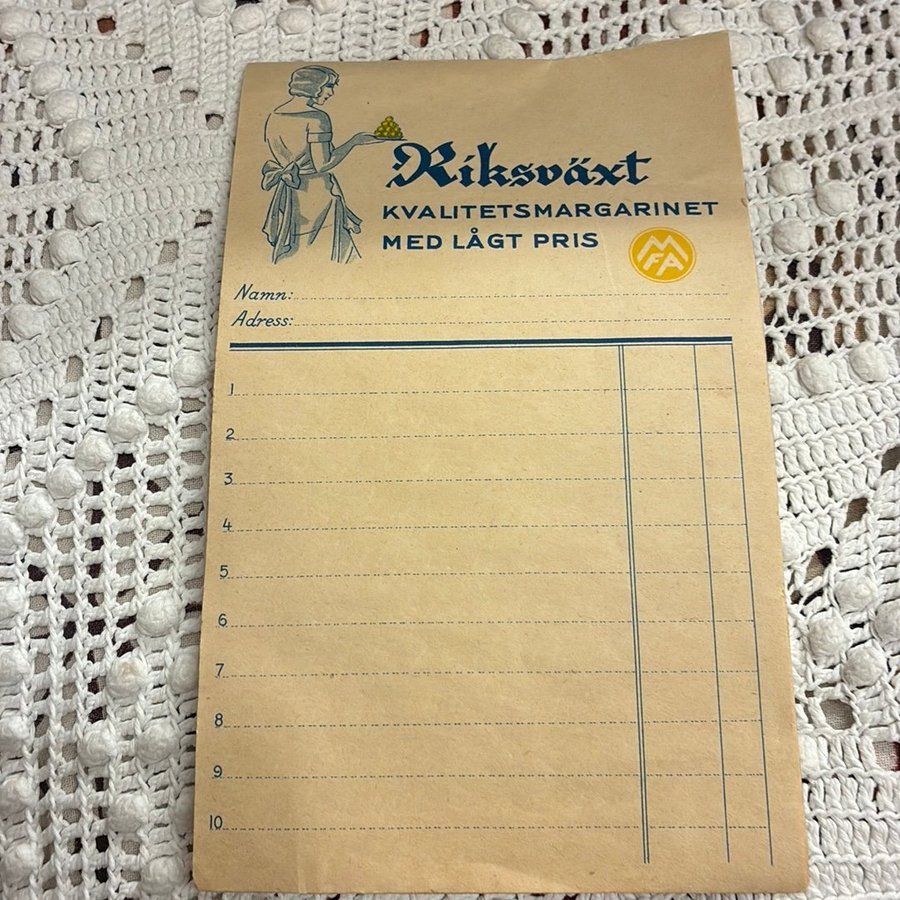 Riksväxt
KVALITETSMARGARINET
MED LÅGT PRIS
MFA
Namn:
Adress:
1
2
3
4
5
6
7
8
9
10